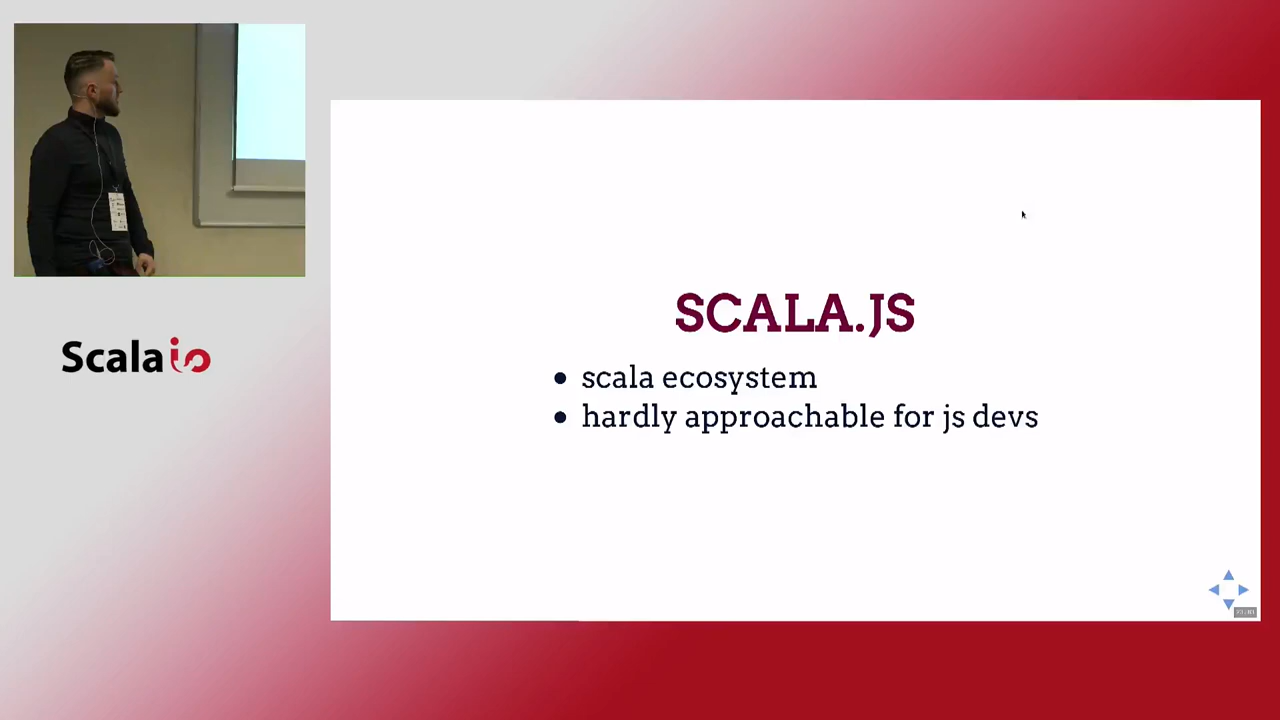 Scala io
SCALA.JS
• scala ecosystem
• hardly approachable for js devs